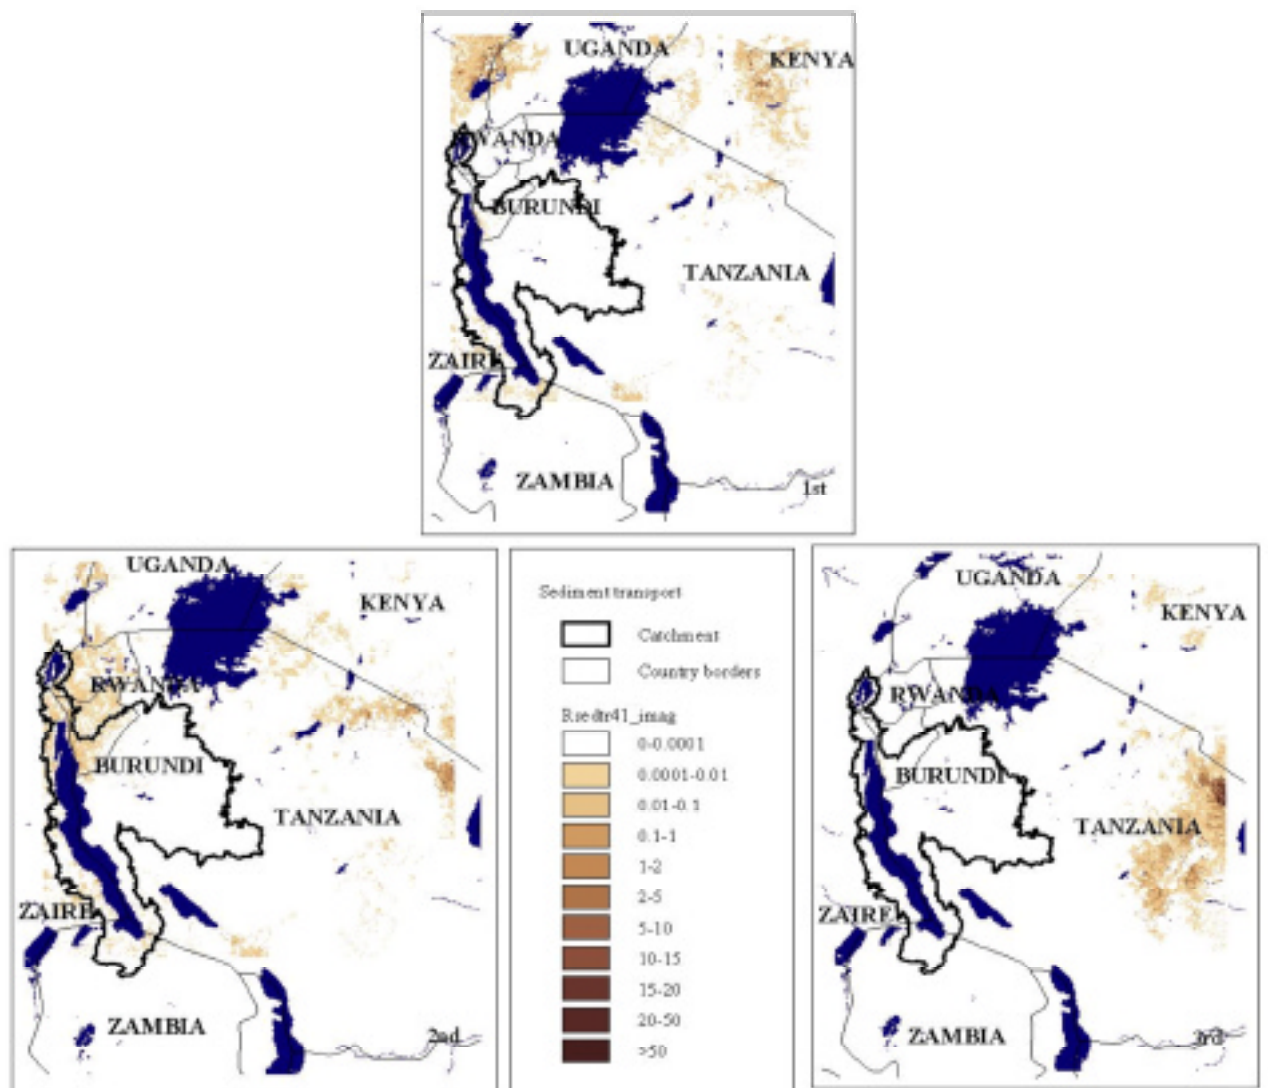 UGANDA
KENYA
RWANDA
BURUNDI
TANZANIA
ZAIRE
ZAMBIA
1st
UGANDA
KENYA
RWANDA
BURUNDI
TANZANIA
ZAIRE
ZAMBIA
2nd
Sediment transport
Catchment
Country borders
Rsedtr41_imag
0-0.0001
0.0001-0.01
0.01-0.1
0.1-1
1-2
2-5
5-10
10-15
15-20
20-50
>50
UGANDA
KENYA
RWANDA
BURUNDI
TANZANIA
ZAIRE
ZAMBIA
3rd